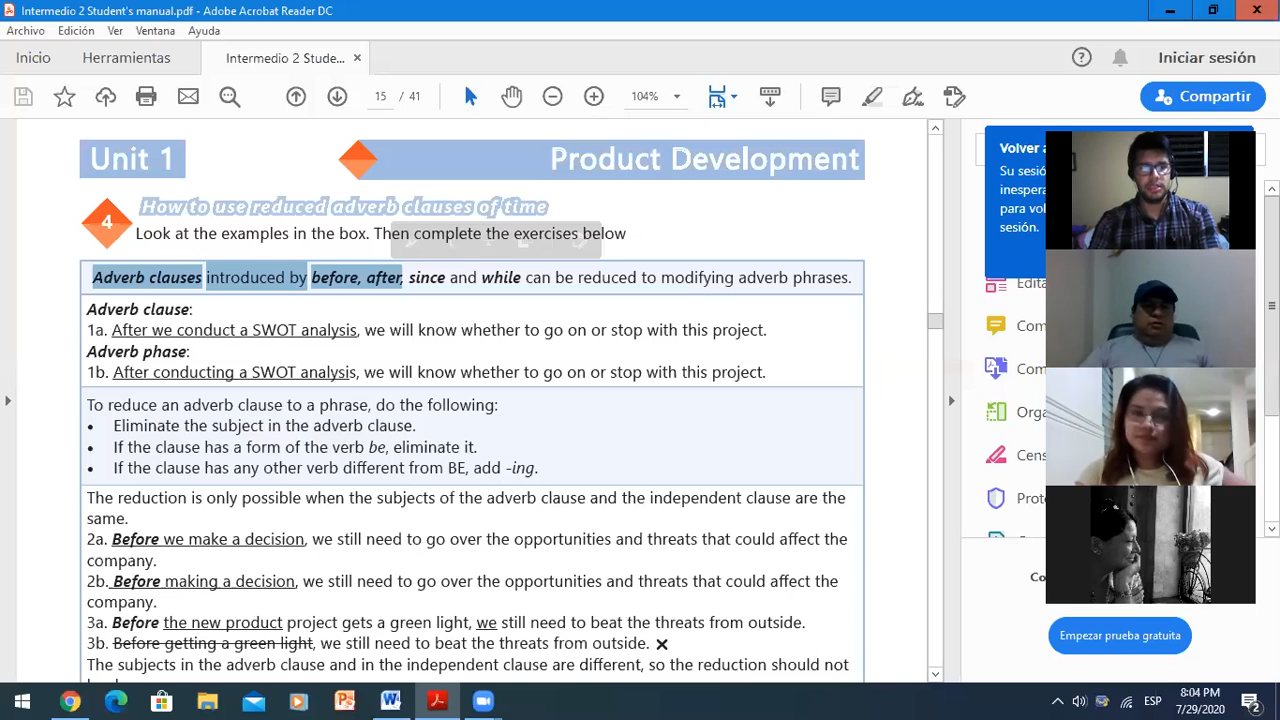 Intermedio 2 Student's manual.pdf - Adobe Acrobat Reader DC
Archivo Edición Ver Ventana Ayuda
Inicio Herramientas Intermedio 2 Stude... × Iniciar sesión
15 / 41 104% Compartir
Unit 1 Product Development
4 How to use reduced adverb clauses of time
Look at the examples in the box. Then complete the exercises below
Adverb clauses introduced by before, after, since and while can be reduced to modifying adverb phrases.
Adverb clause:
1a. After we conduct a SWOT analysis, we will know whether to go on or stop with this project.
Adverb phase:
1b. After conducting a SWOT analysis, we will know whether to go on or stop with this project.
To reduce an adverb clause to a phrase, do the following:
• Eliminate the subject in the adverb clause.
• If the clause has a form of the verb be, eliminate it.
• If the clause has any other verb different from BE, add -ing.
The reduction is only possible when the subjects of the adverb clause and the independent clause are the
same.
2a. Before we make a decision, we still need to go over the opportunities and threats that could affect the
company.
2b. Before making a decision, we still need to go over the opportunities and threats that could affect the
company.
3a. Before the new product project gets a green light, we still need to beat the threats from outside.
3b. Before getting a green light, we still need to beat the threats from outside. ×
The subjects in the adverb clause and in the independent clause are different, so the reduction should not
Volver a
Su sesió
inespera
para vol
sesión.
Edita
Com
Com
Orga
Cens
Prot
Co
Empezar prueba gratuita
ESP
8:04 PM
7/29/2020
2